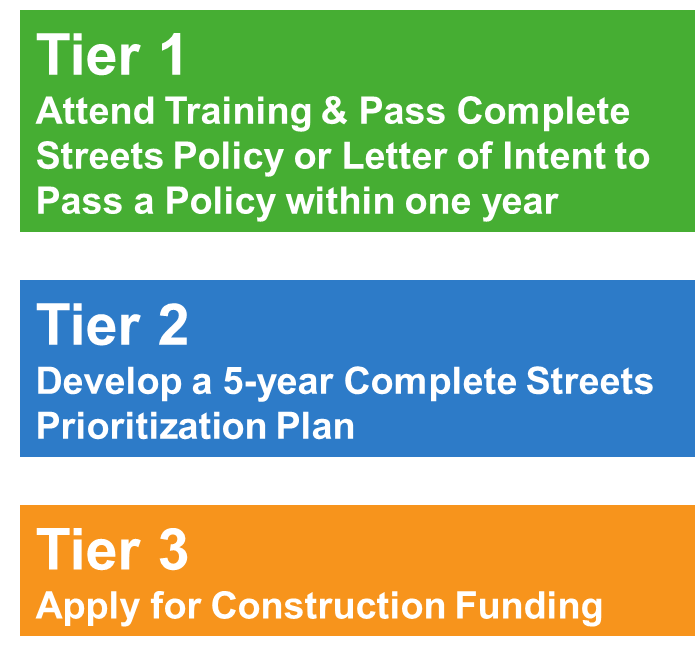 Tier 1
Attend Training & Pass Complete
Streets Policy or Letter of Intent to
Pass a Policy within one year
Tier 2
Develop a 5-year Complete Streets
Prioritization Plan
Tier 3
Apply for Construction Funding